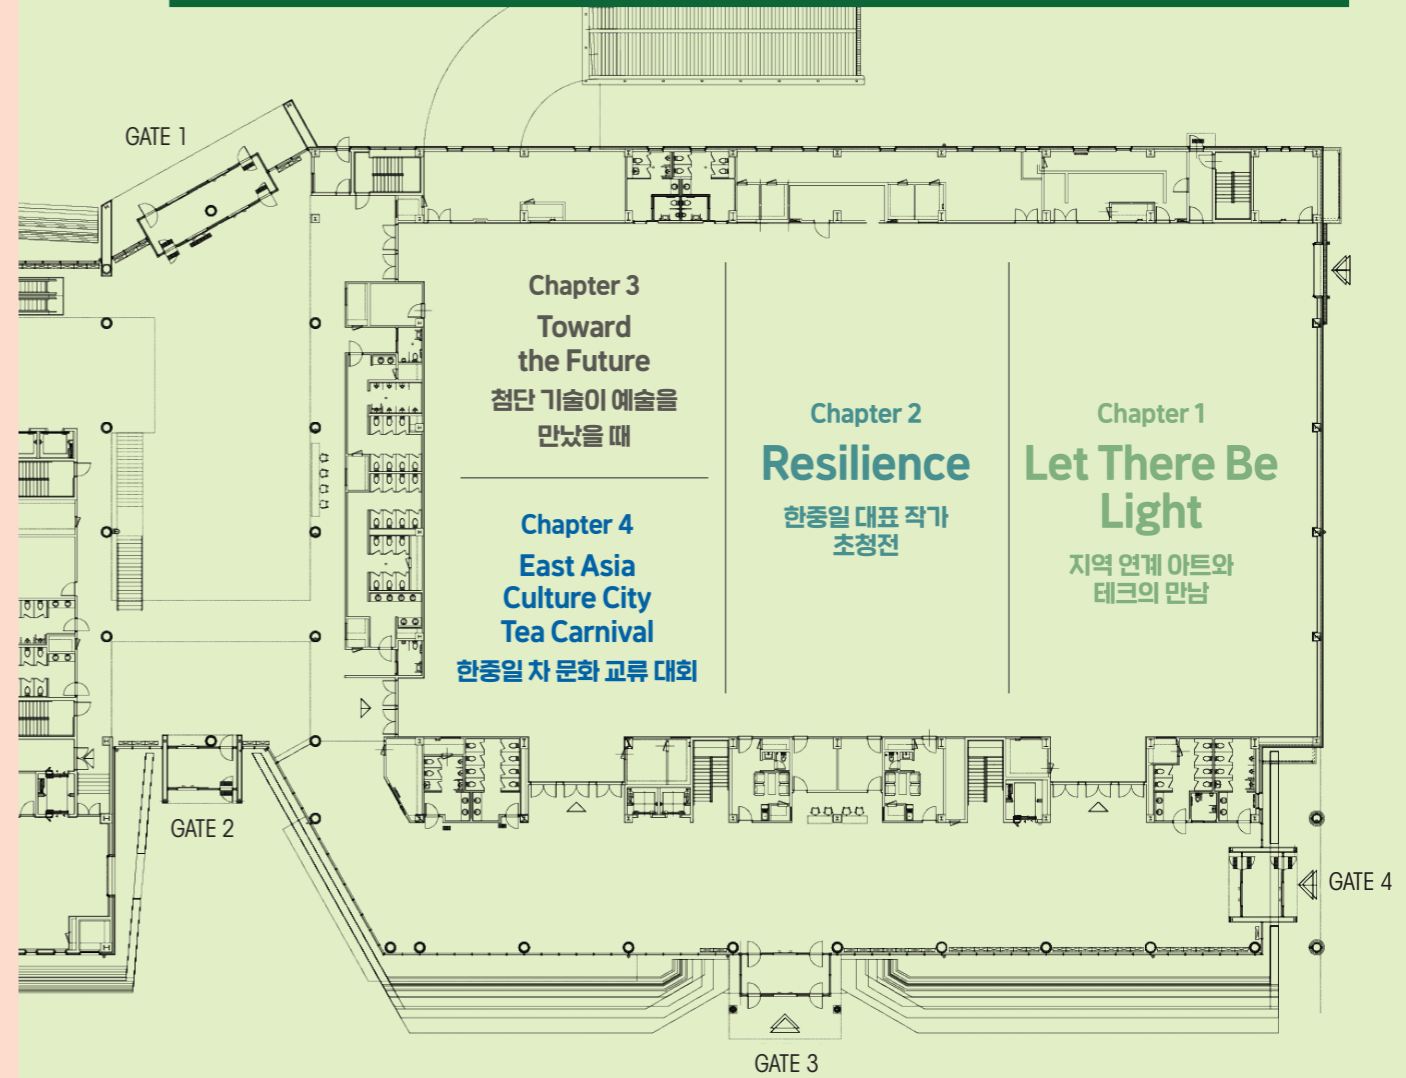 GATE 1
Chapter 3
Toward
the Future
첨단 기술이 예술을
만났을 때
Chapter 4
East Asia
Culture City
Tea Carnival
한중일 차 문화 교류 대회
Chapter 2
Resilience
한중일 대표 작가
초청전
Chapter 1
Let There Be
Light
지역 연계 아트와
테크의 만남
GATE 2
GATE 4
GATE 3